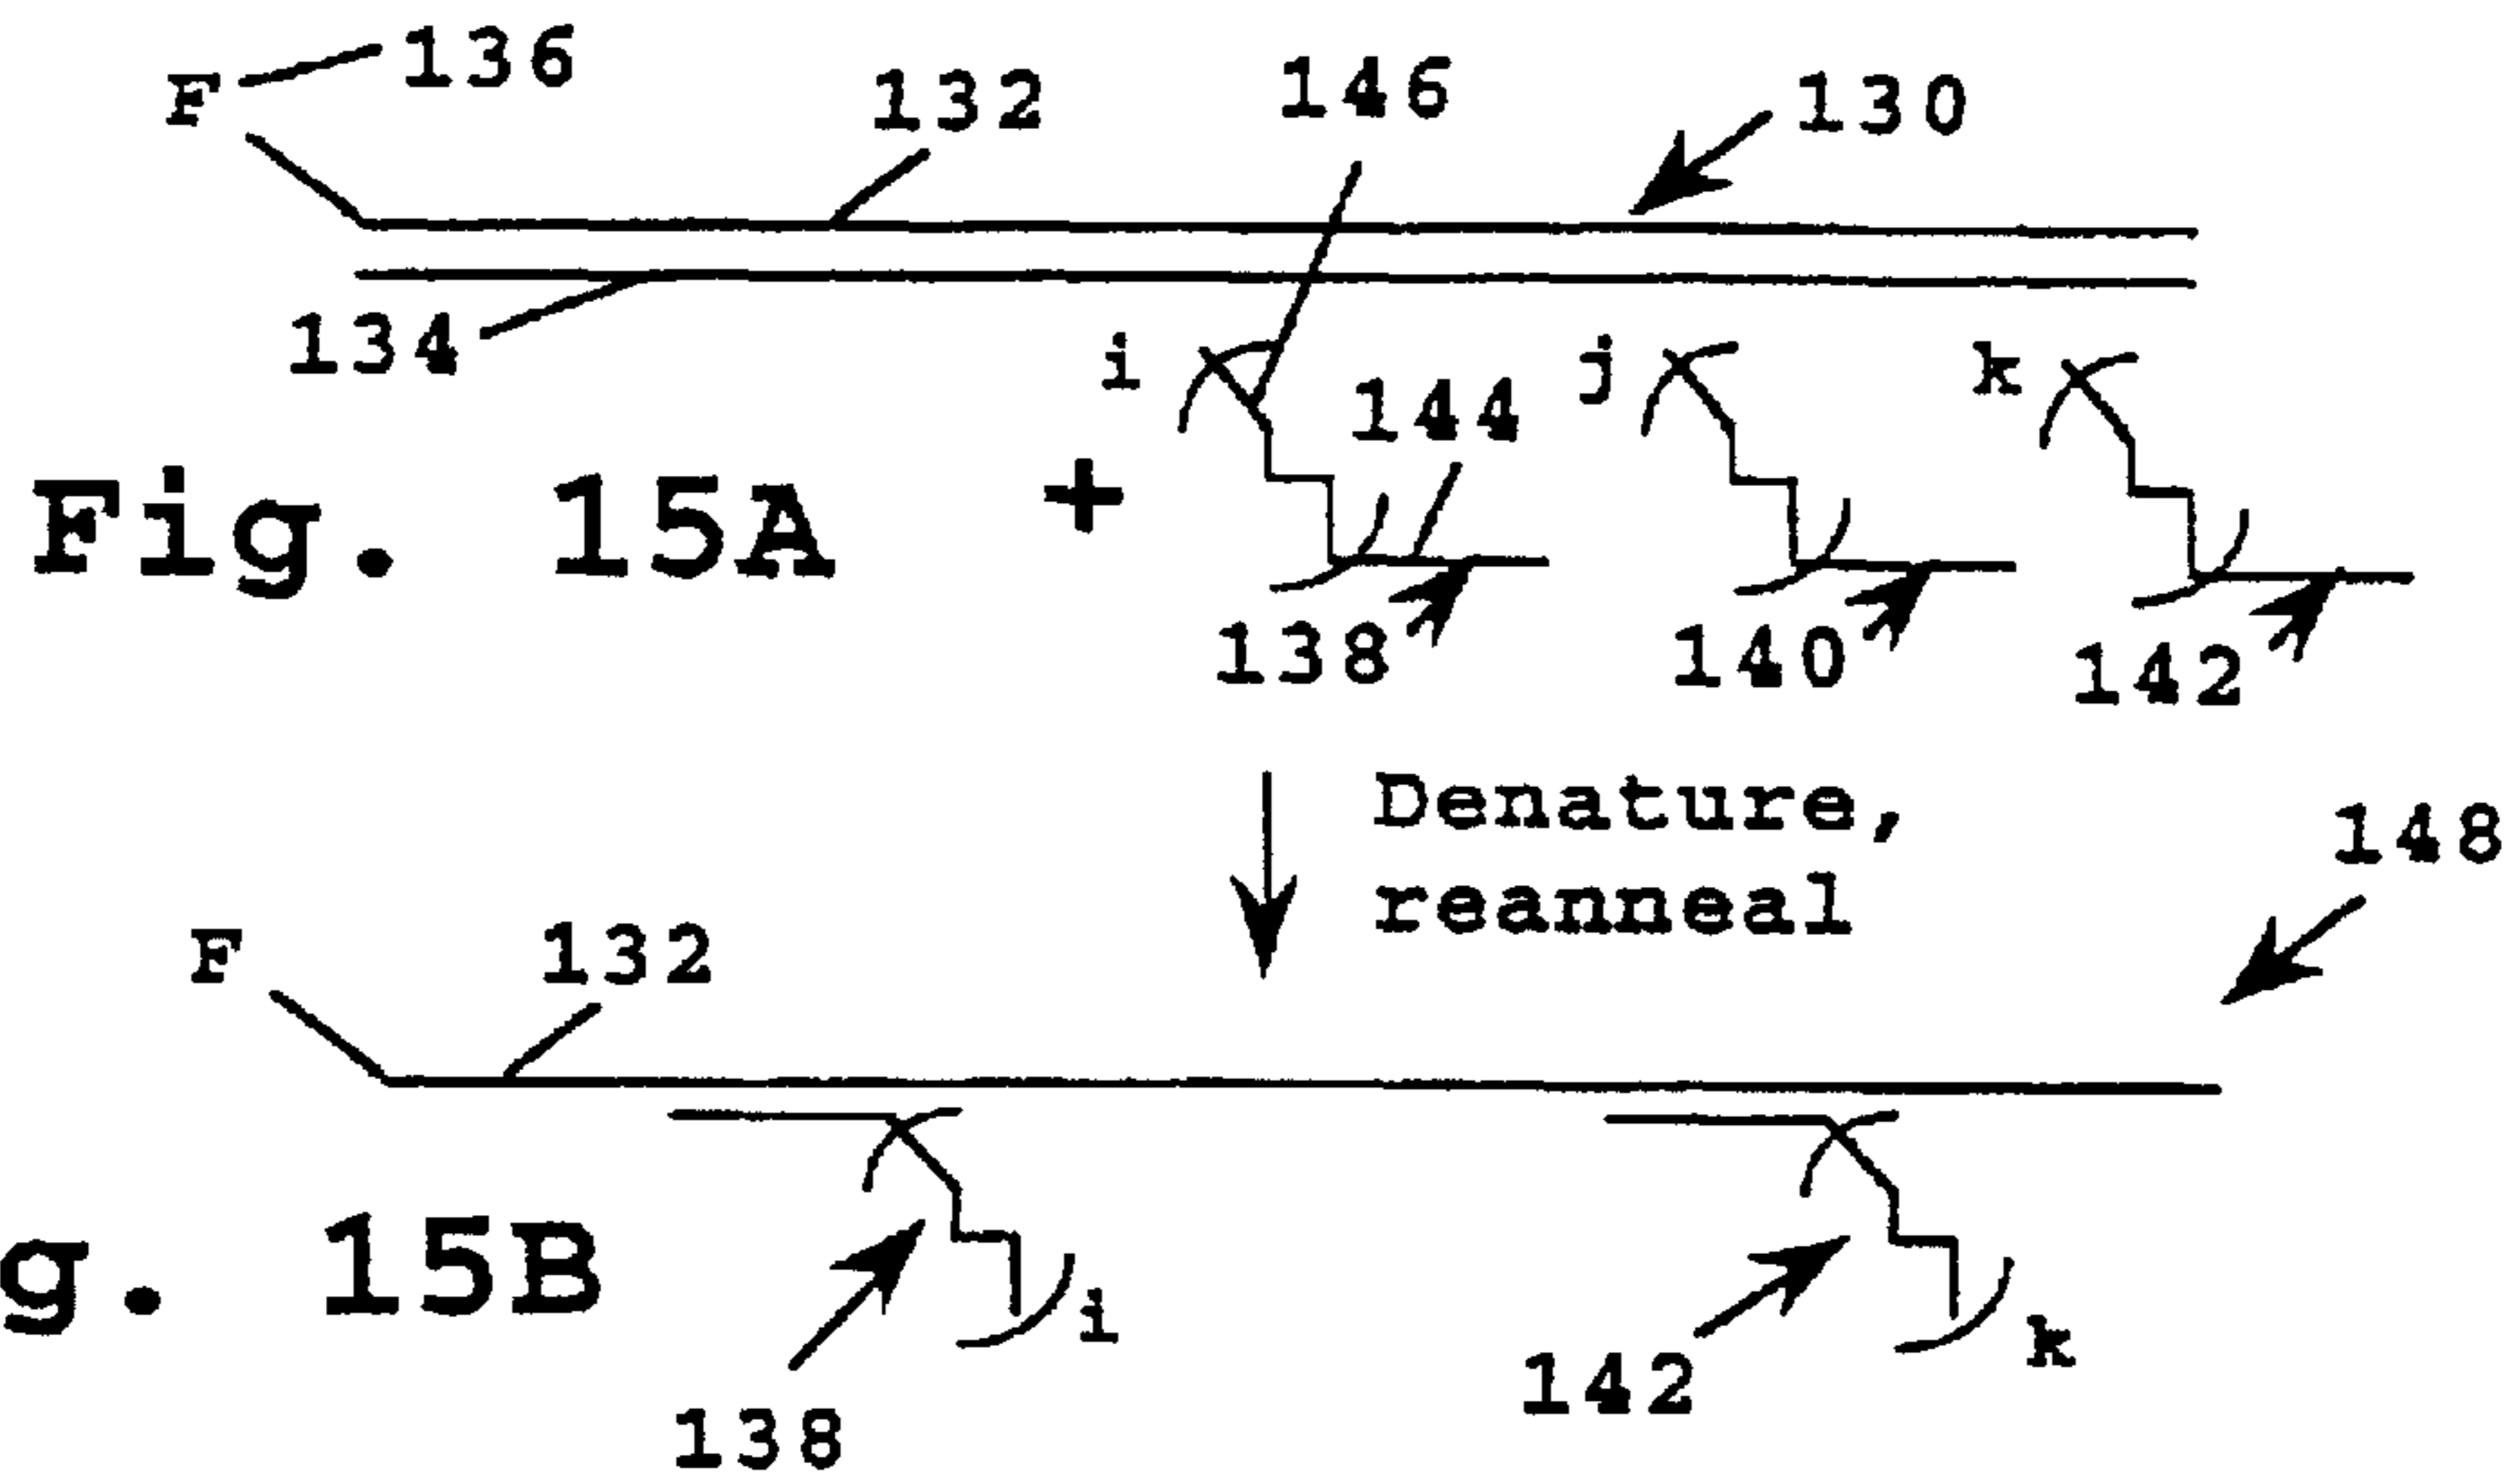 F 136 132 146 130
134 i 144 j k
Fig. 15A +
138 140 142
Denature,
reanneal
148
F 132
g. 15B i k
138 142